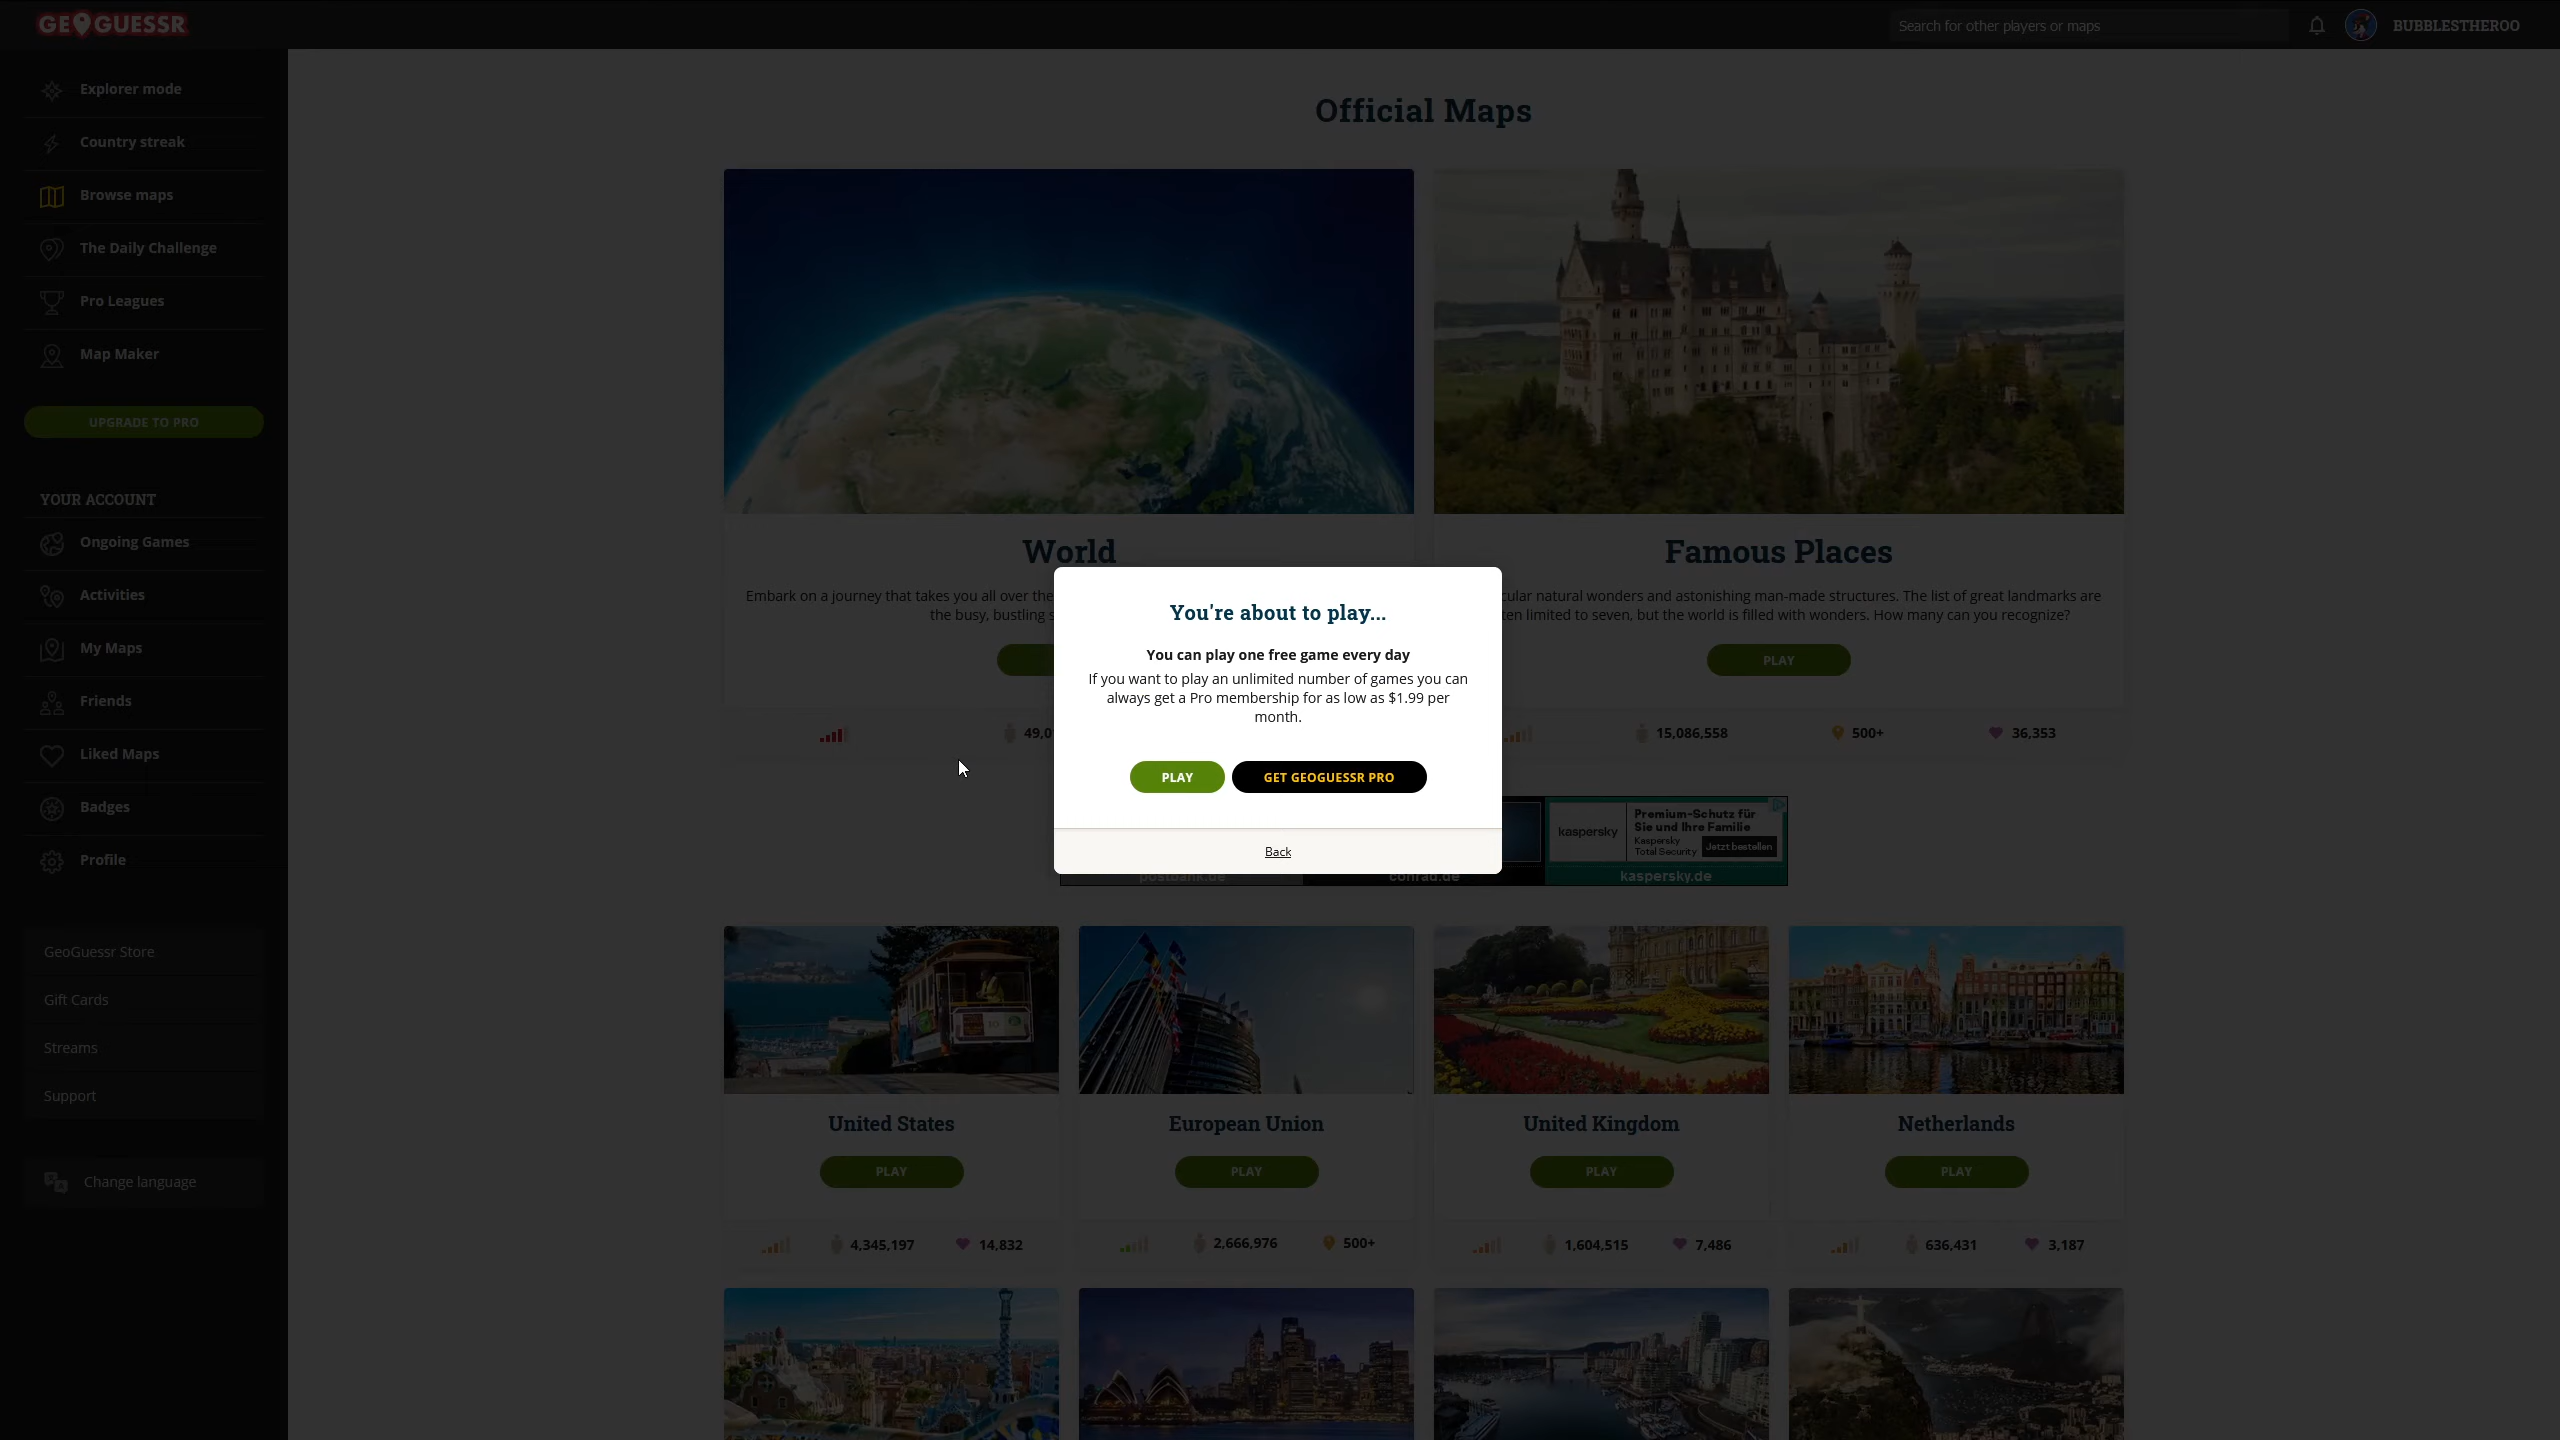 GEOGUESSR
Search for other players or maps
BUBBLESTHEROO
Explorer mode
Country streak
Browse maps
The Daily Challenge
Pro Leagues
Map Maker
UPGRADE TO PRO
YOUR ACCOUNT
Ongoing Games
Activities
My Maps
Friends
Liked Maps
Badges
Profile
GeoGuessr Store
Gift Cards
Streams
Support
Change language
Official Maps
World
Embark on a journey that takes you all over the
the busy, bustling
Famous Places
natural wonders and astonishing man-made structures. The list of great landmarks are
limited to seven, but the world is filled with wonders. How many can you recognize?
PLAY
15,086,558
500+
36,353
You're about to play...
You can play one free game every day
If you want to play an unlimited number of games you can
always get a Pro membership for as low as $1.99 per
month.
PLAY
GET GEOGUESSR PRO
Back
postbank.de
conrad.de
kaspersky
Premium-Schutz für
Sie und Ihre Familie
Kaspersky
Total Security
Jetzt bestellen
kaspersky.de
United States
PLAY
4,345,197
14,832
European Union
PLAY
2,666,976
500+
United Kingdom
PLAY
1,604,515
7,486
Netherlands
PLAY
636,431
3,187